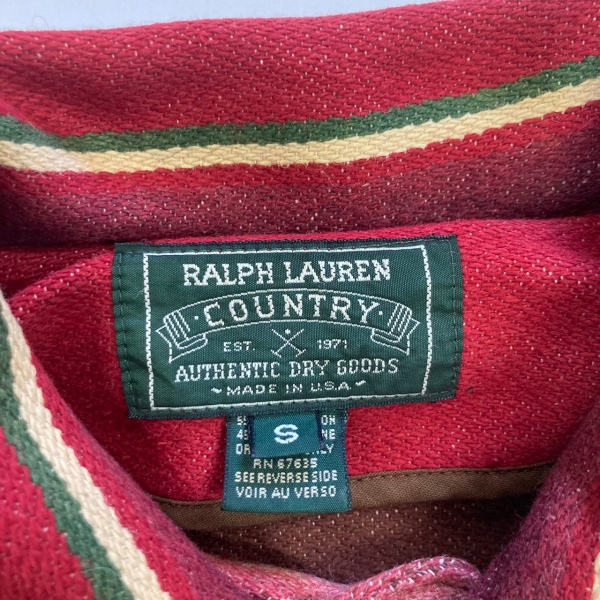 RALPH LAUREN
COUNTRY
EST. 1971
AUTHENTIC DRY GOODS
~ MADE IN U.S.A ~
S
RN 67635
SEE REVERSE SIDE
VOIR AU VERSO